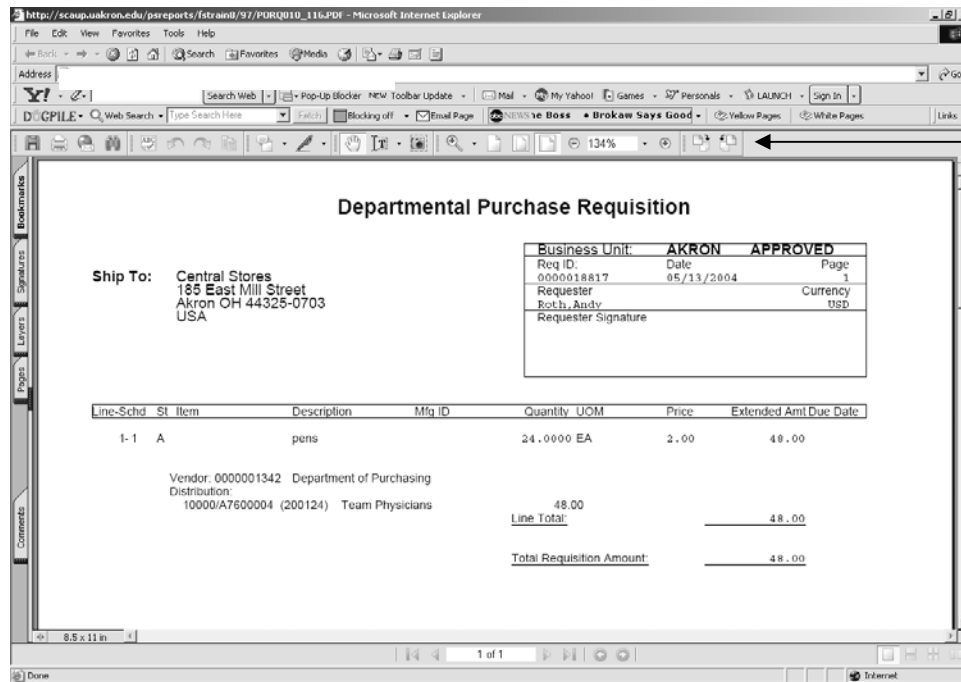 http://scaup.uakron.edu/psreports/fstrain8/97/PORQ010_116.PDF - Microsoft Internet Explorer
File Edit View Favorites Tools Help
Back Search Favorites Media
Address Go
Y! Search Web Pop-Up Blocker NEW Toolbar Update Mail My Yahoo! Games Personals LAUNCH Sign In
DOGPILE Web Search Type Search Here Fetch Blocking off Email Page abc NEWS he Boss • Brokaw Says Good Yellow Pages White Pages Links
134%
Bookmarks
Signatures
Layers
Pages
Comments
Departmental Purchase Requisition
Ship To: Central Stores
185 East Mill Street
Akron OH 44325-0703
USA
Business Unit: AKRON APPROVED
Req ID: Date Page
0000018817 05/13/2004 1
Requester Currency
Roth,Andy USD
Requester Signature
Line-Schd St Item Description Mfg ID Quantity UOM Price Extended Amt Due Date
1- 1 A pens 24.0000 EA 2.00 48.00
Vendor: 0000001342 Department of Purchasing
Distribution:
10000/A7600004 (200124) Team Physicians 48.00
Line Total: 48.00
Total Requisition Amount: 48.00
8.5 x 11 in
1 of 1
Done Internet